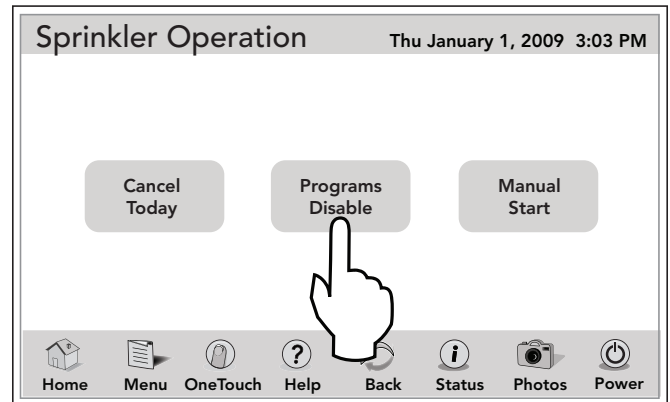 Sprinkler Operation Thu January 1, 2009 3:03 PM
Cancel Today
Programs Disable
Manual Start
Home Menu OneTouch Help Back Status Photos Power